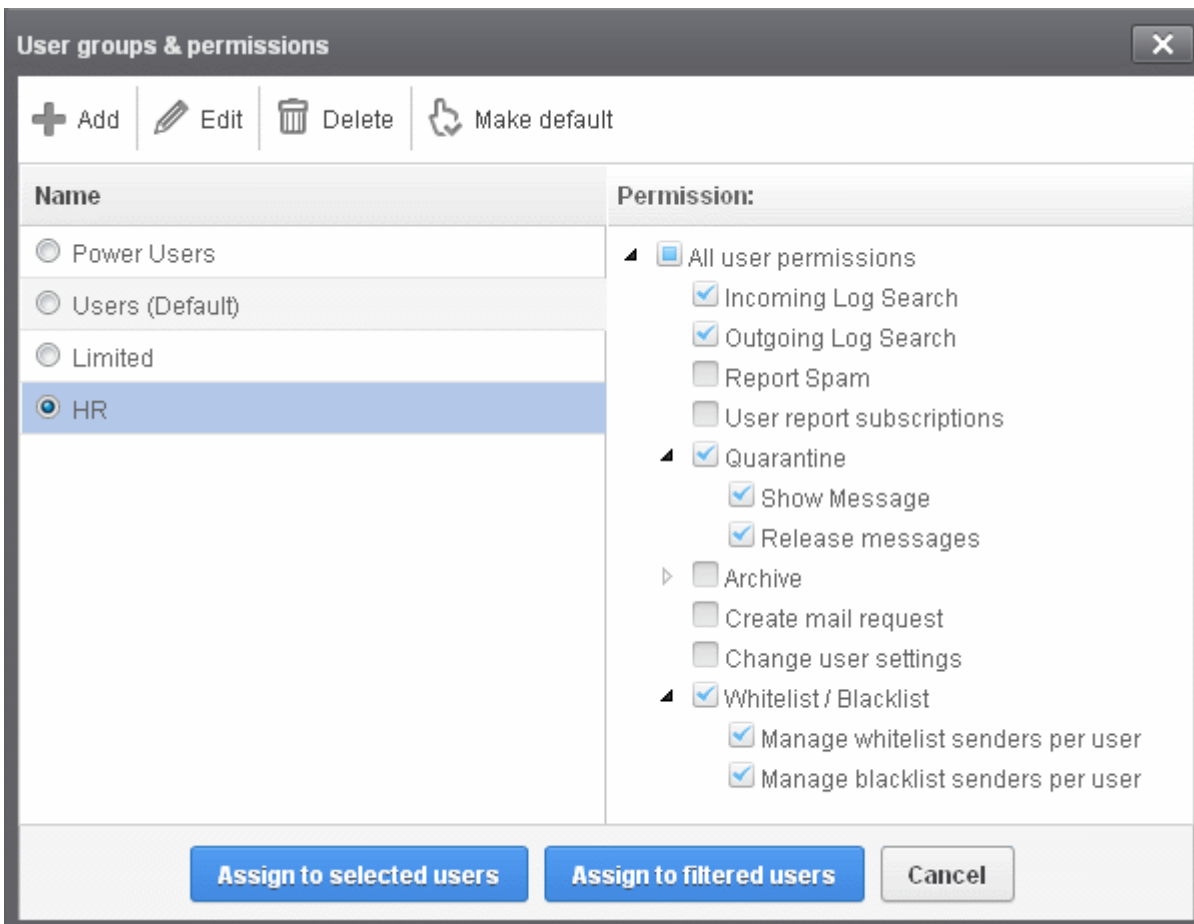 User groups & permissions
Add Edit Delete Make default
Name
Power Users
Users (Default)
Limited
HR
Permission:
All user permissions
Incoming Log Search
Outgoing Log Search
Report Spam
User report subscriptions
Quarantine
Show Message
Release messages
Archive
Create mail request
Change user settings
Whitelist / Blacklist
Manage whitelist senders per user
Manage blacklist senders per user
Assign to selected users Assign to filtered users Cancel